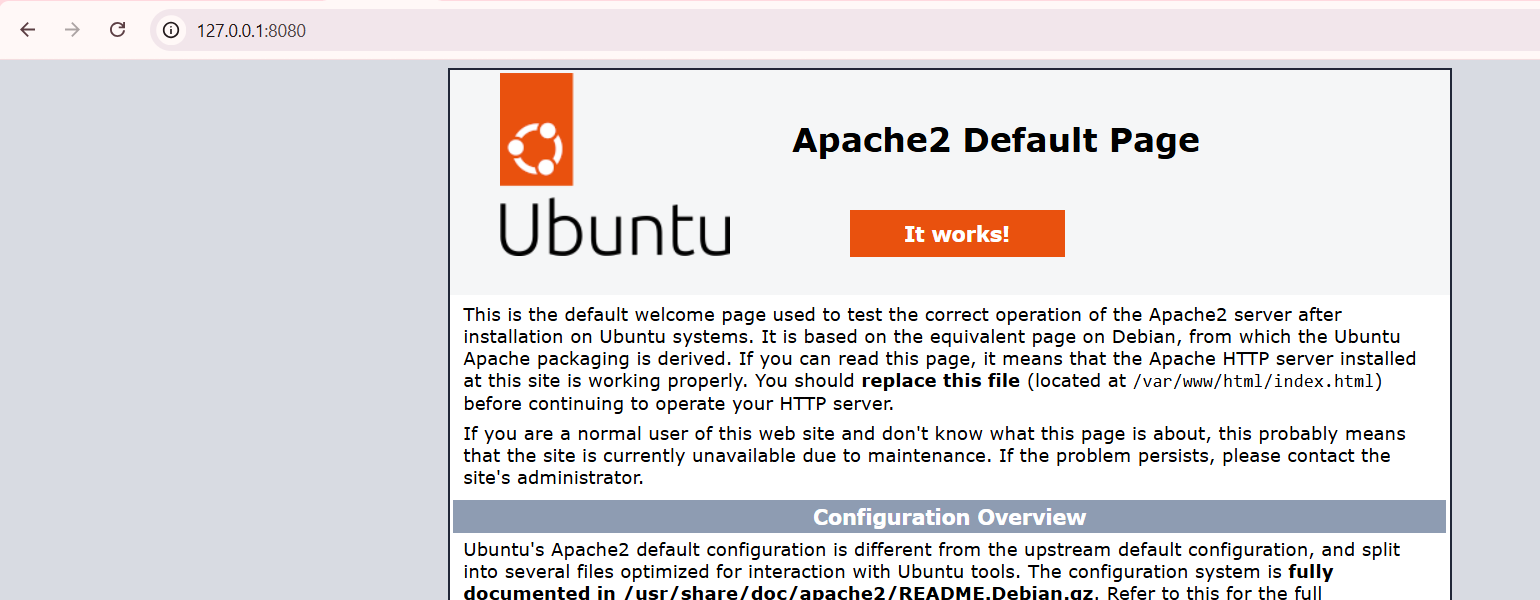 127.0.0.1:8080
Apache2 Default Page
Ubuntu
It works!
This is the default welcome page used to test the correct operation of the Apache2 server after
installation on Ubuntu systems. It is based on the equivalent page on Debian, from which the Ubuntu
Apache packaging is derived. If you can read this page, it means that the Apache HTTP server installed
at this site is working properly. You should replace this file (located at /var/www/html/index.html)
before continuing to operate your HTTP server.
If you are a normal user of this web site and don't know what this page is about, this probably means
that the site is currently unavailable due to maintenance. If the problem persists, please contact the
site's administrator.
Configuration Overview
Ubuntu's Apache2 default configuration is different from the upstream default configuration, and split
into several files optimized for interaction with Ubuntu tools. The configuration system is fully
documented in /usr/share/doc/apache2/README.Debian.gz. Refer to this for the full